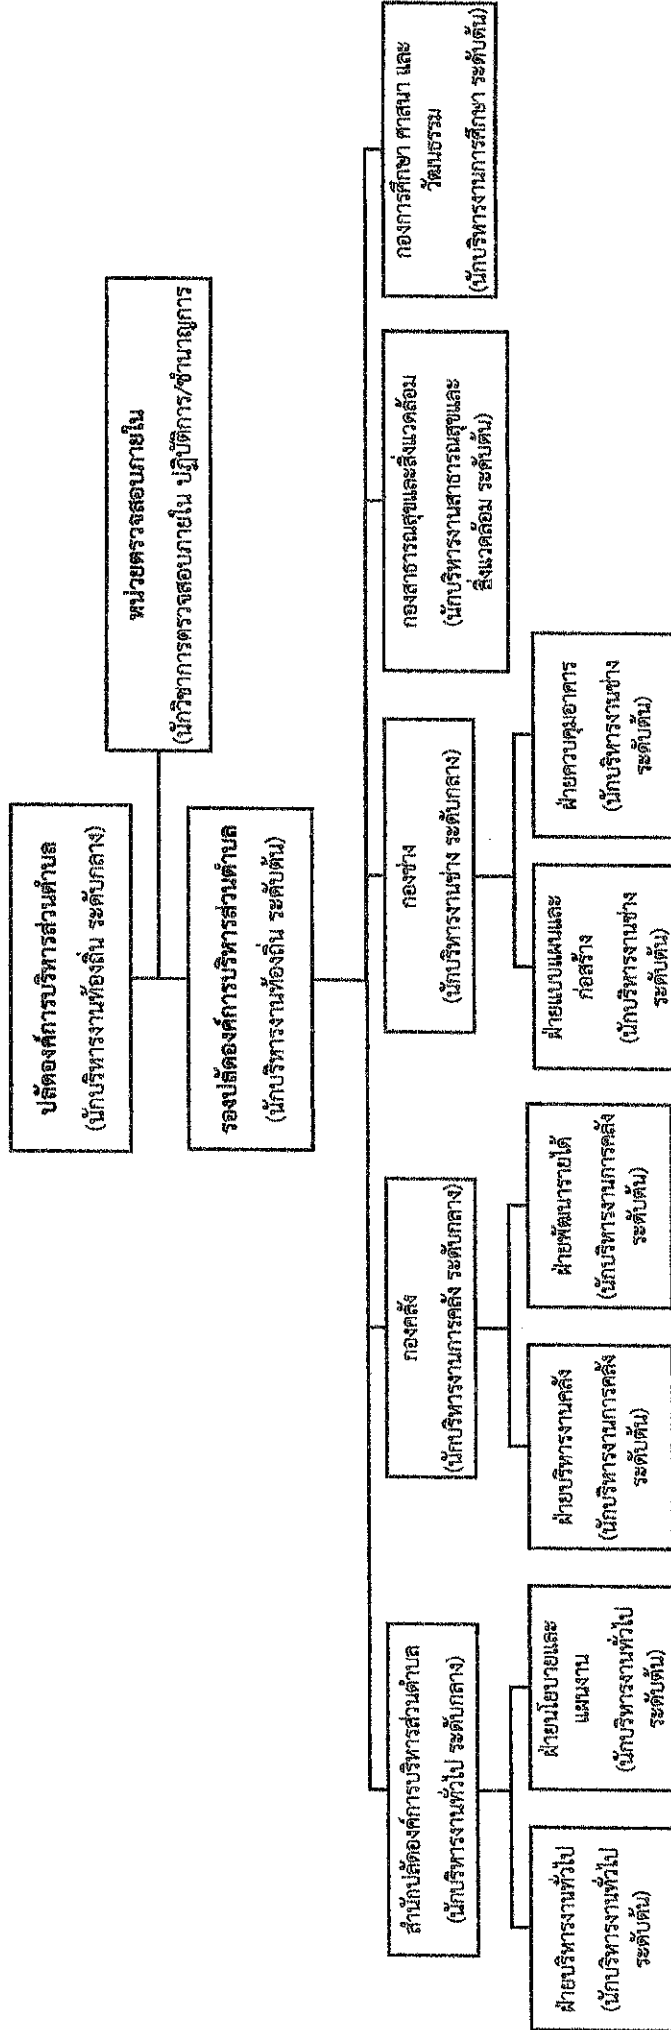 ปลัดองค์การบริหารส่วนตำบล
(นักบริหารงานท้องถิ่น ระดับกลาง)
หน่วยตรวจสอบภายใน
(นักวิชาการตรวจสอบภายใน ปฏิบัติการ/ชำนาญการ
รองปลัดองค์การบริหารส่วนตำบล
(นักบริหารงานท้องถิ่น ระดับต้น)
สำนักปลัดองค์การบริหารส่วนตำบล
(นักบริหารงานทั่วไป ระดับกลาง)
กองคลัง
(นักบริหารงานการคลัง ระดับกลาง)
กองช่าง
(นักบริหารงานช่าง ระดับกลาง)
กองสาธารณสุขและสิ่งแวดล้อม
(นักบริหารงานสาธารณสุขและ
สิ่งแวดล้อม ระดับต้น)
กองการศึกษา ศาสนา และ
วัฒนธรรม
(นักบริหารงานการศึกษา ระดับต้น)
ฝ่ายบริหารงานทั่วไป
(นักบริหารงานทั่วไป
ระดับต้น)
ฝ่ายนโยบายและ
แผนงาน
(นักบริหารงานทั่วไป
ระดับต้น)
ฝ่ายบริหารงานคลัง
(นักบริหารงานการคลัง
ระดับต้น)
ฝ่ายพัฒนารายได้
(นักบริหารงานการคลัง
ระดับต้น)
ฝ่ายแบบแผนและ
ก่อสร้าง
(นักบริหารงานช่าง
ระดับต้น)
ฝ่ายควบคุมอาคาร
(นักบริหารงานช่าง
ระดับต้น)